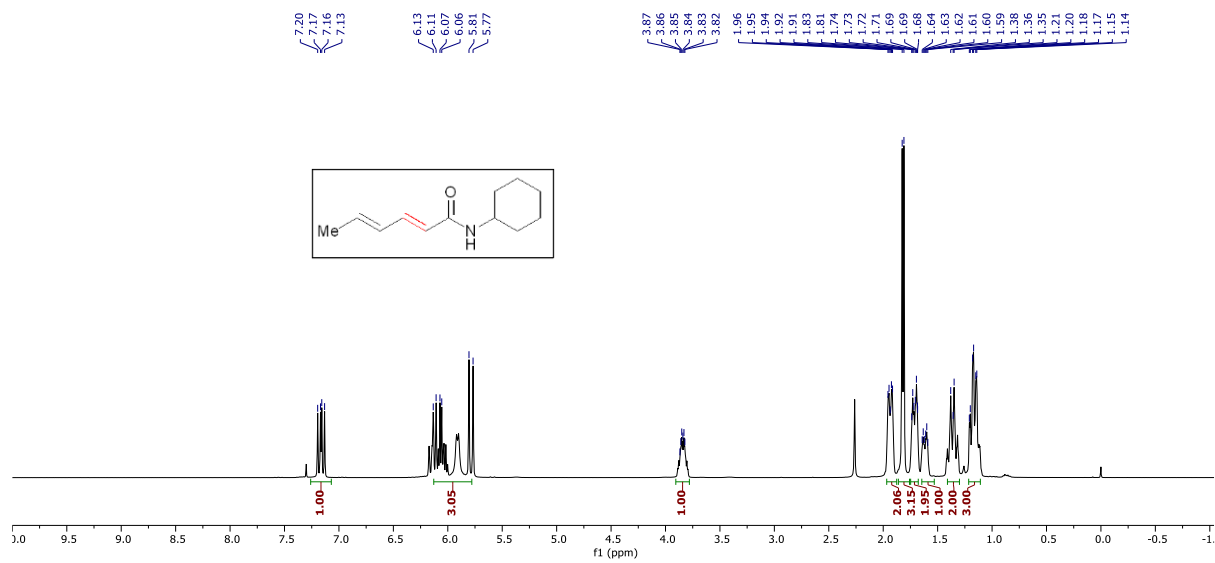 7.20 7.17 7.16 7.13 6.13 6.11 6.07 6.06 5.81 5.77 3.87 3.86 3.85 3.84 3.83 3.82 1.96 1.95 1.94 1.92 1.91 1.83 1.81 1.74 1.73 1.72 1.71 1.69 1.69 1.68 1.64 1.63 1.62 1.61 1.60 1.59 1.38 1.36 1.35 1.21 1.20 1.18 1.17 1.15 1.14
O
Me
N
H
1.00 3.05 1.00 2.06 3.15 1.95 1.00 2.00 3.00
0.0 9.5 9.0 8.5 8.0 7.5 7.0 6.5 6.0 5.5 5.0 4.5 4.0 3.5 3.0 2.5 2.0 1.5 1.0 0.5 0.0 -0.5 -1.
f1 (ppm)